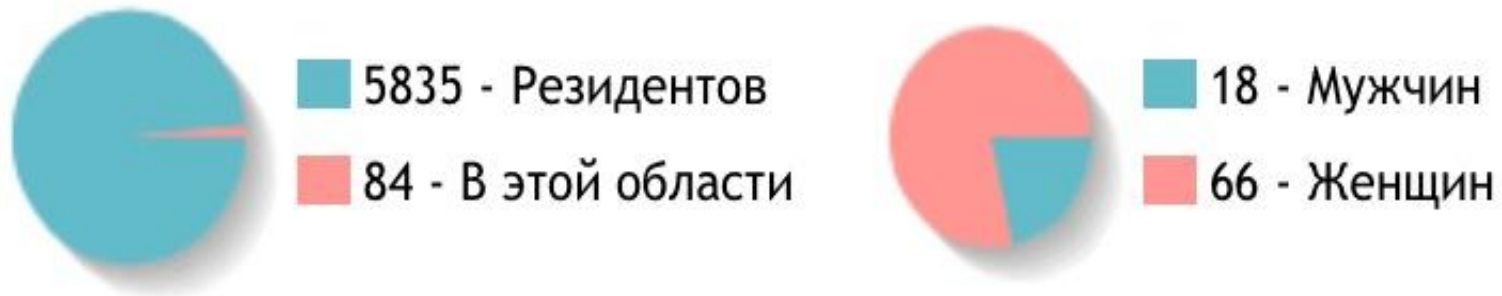 5835 - Резидентов
84 - В этой области
18 - Мужчин
66 - Женщин